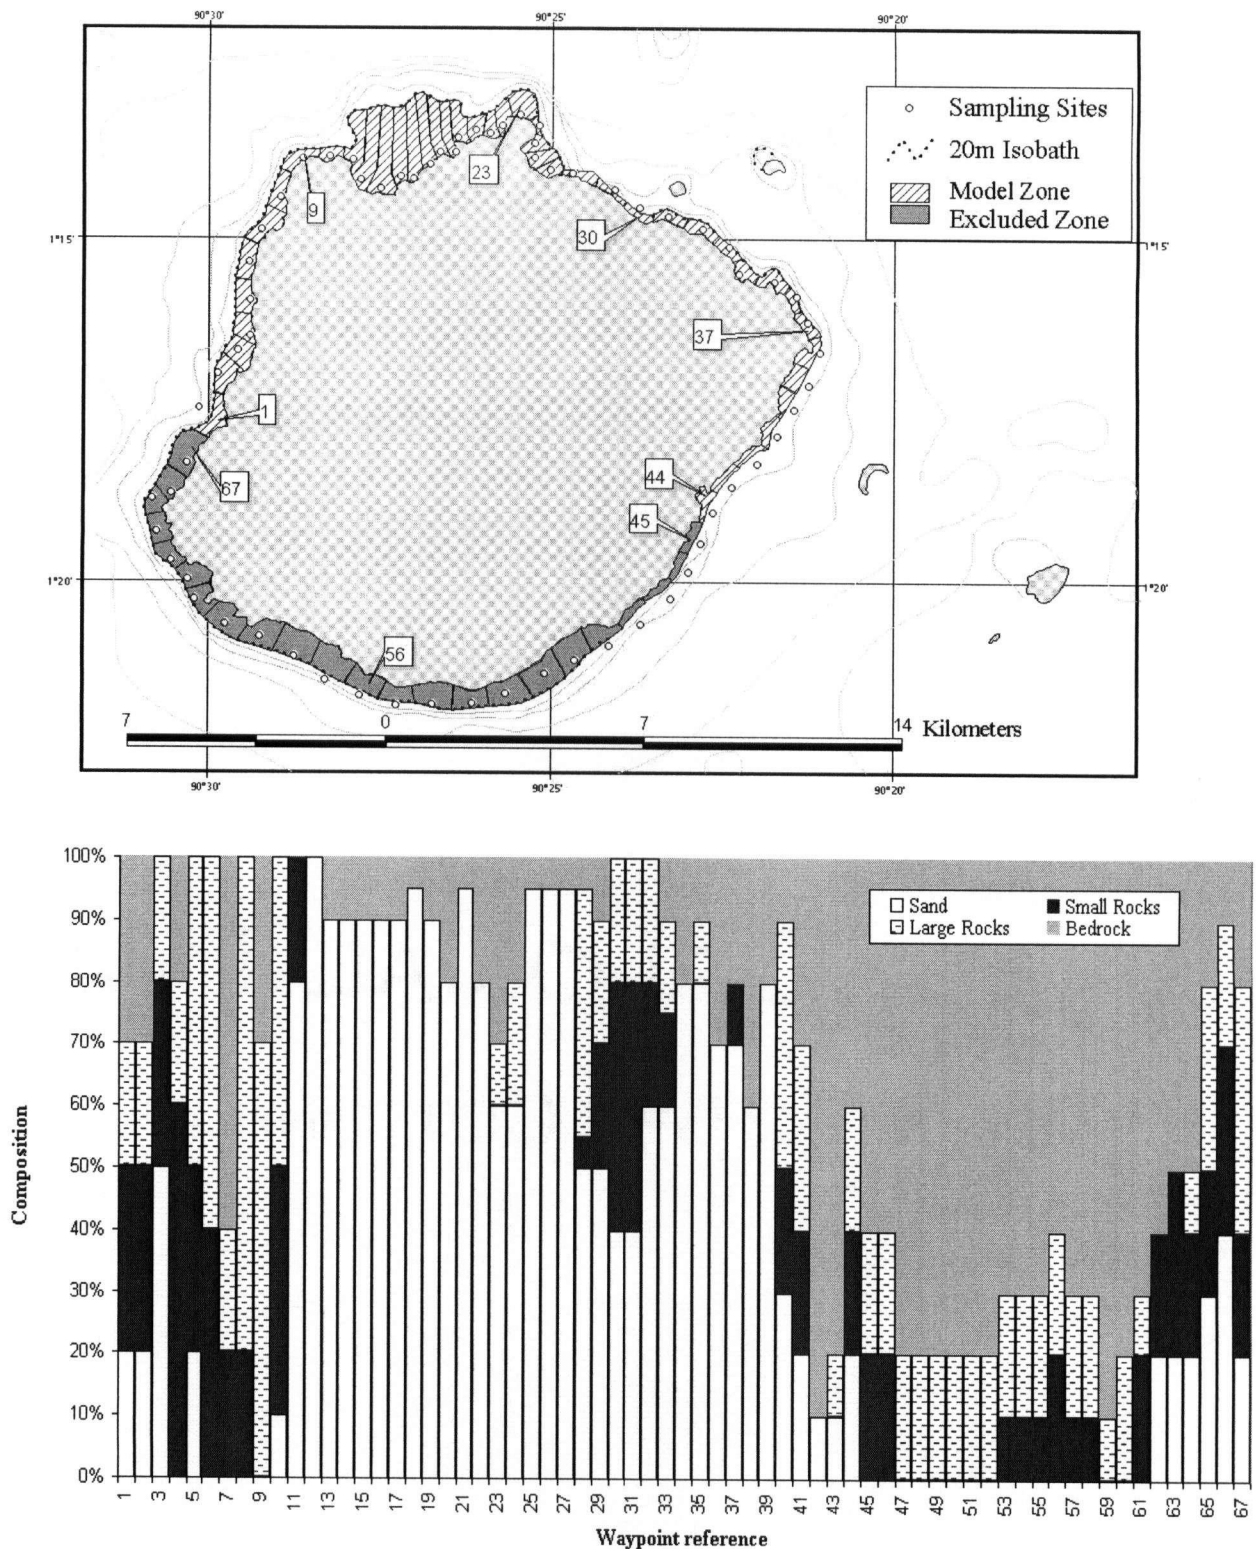 90°30'
90°25'
90°20'
Sampling Sites
20m Isobath
Model Zone
Excluded Zone
23
9
30
1°15'
1°15'
37
1
44
67
45
1°20'
1°20'
56
7
0
7
14 Kilometers
90°30'
90°25'
90°20'
100%
90%
80%
70%
60%
50%
40%
30%
20%
10%
0%
Composition
Sand
Small Rocks
Large Rocks
Bedrock
1 3 5 7 9 11 13 15 17 19 21 23 25 27 29 31 33 35 37 39 41 43 45 47 49 51 53 55 57 59 61 63 65 67
Waypoint reference